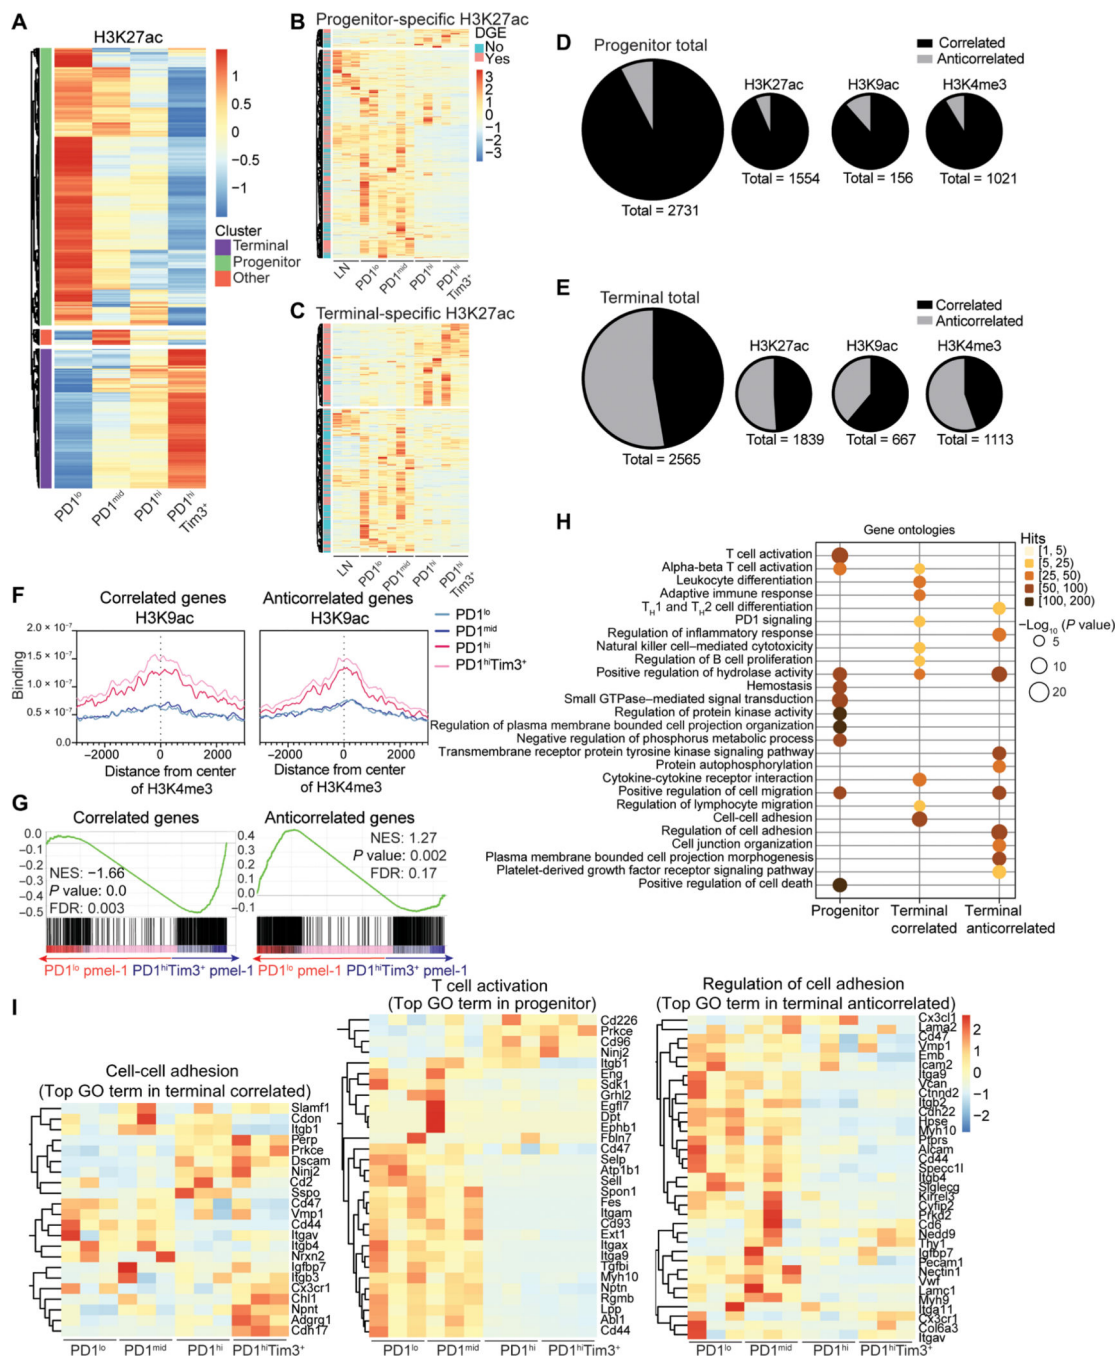 A
H3K27ac
1
0.5
0
−0.5
−1
Cluster
Terminal
Progenitor
Other
PD1lo
PD1mid
PD1hi
PD1hi
Tim3+
B
Progenitor-specific H3K27ac
DGE
No
Yes
3
2
1
0
−1
−2
−3
LN
PD1lo
PD1mid
PD1hi
PD1hi
Tim3+
C
Terminal-specific H3K27ac
LN
PD1lo
PD1mid
PD1hi
PD1hi
Tim3+
D
Progenitor total
Correlated
Anticorrelated
H3K27ac
H3K9ac
H3K4me3
Total = 1554
Total = 156
Total = 1021
Total = 2731
E
Terminal total
Correlated
Anticorrelated
H3K27ac
H3K9ac
H3K4me3
Total = 1839
Total = 667
Total = 1113
Total = 2565
F
Correlated genes
H3K9ac
Anticorrelated genes
H3K9ac
PD1lo
PD1mid
PD1hi
PD1hiTim3+
Binding
2.0 × 10⁻⁷
1.5 × 10⁻⁷
1.0 × 10⁻⁷
0.5 × 10⁻⁷
0.0
−2000 0 2000
−2000 0 2000
Distance from center
of H3K4me3
Distance from center
of H3K4me3
G
Correlated genes
0.0
−0.1
−0.2
−0.3
−0.4
−0.5
NES: −1.66
P value: 0.0
FDR: 0.003
PD1lo pmel-1
PD1hiTim3+ pmel-1
Anticorrelated genes
0.4
0.3
0.2
0.1
0.0
−0.1
NES: 1.27
P value: 0.002
FDR: 0.17
PD1lo pmel-1
PD1hiTim3+ pmel-1
H
Gene ontologies
T cell activation
Alpha-beta T cell activation
Leukocyte differentiation
Adaptive immune response
TH1 and TH2 cell differentiation
PD1 signaling
Regulation of inflammatory response
Natural killer cell–mediated cytotoxicity
Regulation of B cell proliferation
Positive regulation of hydrolase activity
Hemostasis
Small GTPase–mediated signal transduction
Regulation of protein kinase activity
Regulation of plasma membrane bounded cell projection organization
Negative regulation of phosphorus metabolic process
Transmembrane receptor protein tyrosine kinase signaling pathway
Protein autophosphorylation
Cytokine-cytokine receptor interaction
Positive regulation of cell migration
Regulation of lymphocyte migration
Cell-cell adhesion
Regulation of cell adhesion
Cell junction organization
Plasma membrane bounded cell projection morphogenesis
Platelet-derived growth factor receptor signaling pathway
Positive regulation of cell death
Progenitor
Terminal
correlated
Terminal
anticorrelated
Hits
[1, 5)
[5, 25)
[25, 50)
[50, 100)
[100, 200)
−Log10 (P value)
5
10
20
I
Cell-cell adhesion
(Top GO term in terminal correlated)
Slamf1
Cdon
Itgb1
Perp
Prkce
Dscam
Ninj2
Cd2
Sspo
Cd47
Vmp1
Cd44
Itgav
Itgb4
Nrxn2
Igfbp7
Itgb3
Cx3cr1
Chl1
Npnt
Adgrg1
Cdh17
PD1lo
PD1mid
PD1hi
PD1hiTim3+
T cell activation
(Top GO term in progenitor)
Cd226
Prkce
Cd96
Ninj2
Itgb1
Eng
Sdk1
Grhl2
Egfl7
Dpt
Ephb1
Fbln7
Cd47
Selp
Atp1b1
Sell
Spon1
Fes
Itgam
Cd93
Ext1
Itgax
Itga9
Tgfbi
Myh10
Nptn
Rgmb
Lpp
Abl1
Cd44
PD1lo
PD1mid
PD1hi
PD1hiTim3+
Regulation of cell adhesion
(Top GO term in terminal anticorrelated)
Cx3cl1
Lama2
Cd47
Vmp1
Emb
Icam2
Itga9
Vcan
Ctnnd2
Itgb2
Cdh22
Hpse
Myh10
Ptprs
Alcam
Cd44
Specc1l
Itgb4
Siglecg
Kirrel3
Cyfip2
Prkd2
Cd6
Nedd9
Thy1
Igfbp7
Pecam1
Nectin1
Vwf
Lamc1
Myh9
Itga11
Cx3cr1
Col6a3
Itgav
2
1
0
−1
−2
PD1lo
PD1mid
PD1hi
PD1hiTim3+